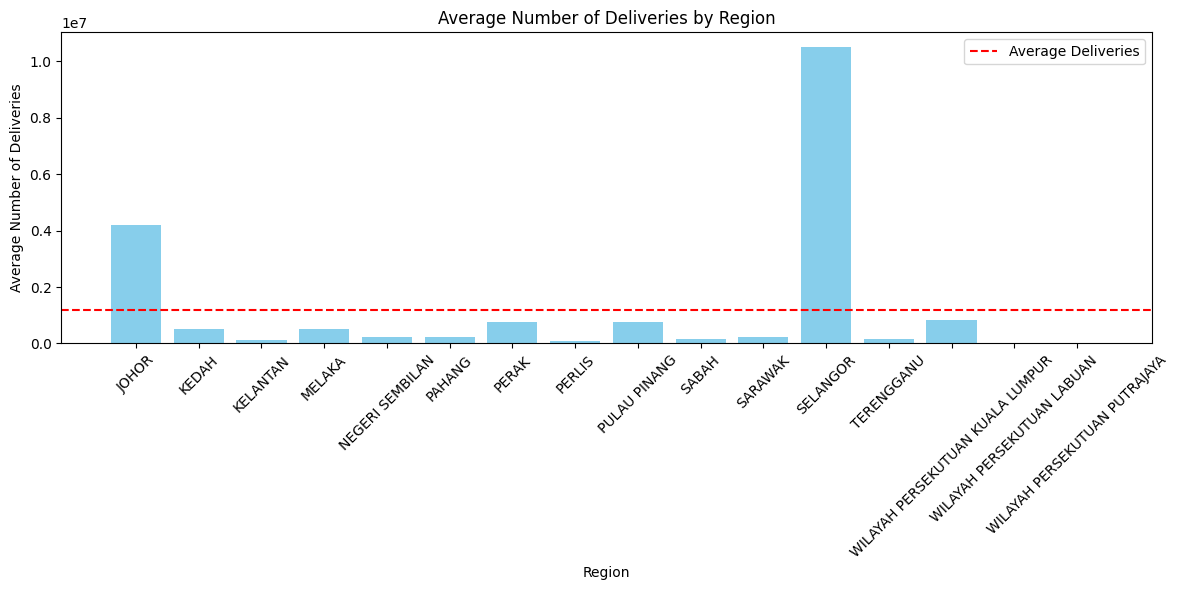 Average Number of Deliveries by Region
1e7
Average Deliveries
Average Number of Deliveries
1.0
0.8
0.6
0.4
0.2
0.0
JOHOR
KEDAH
KELANTAN
MELAKA
NEGERI SEMBILAN
PAHANG
PERAK
PERLIS
PULAU PINANG
SABAH
SARAWAK
SELANGOR
TERENGGANU
WILAYAH PERSEKUTUAN KUALA LUMPUR
WILAYAH PERSEKUTUAN LABUAN
WILAYAH PERSEKUTUAN PUTRAJAYA
Region